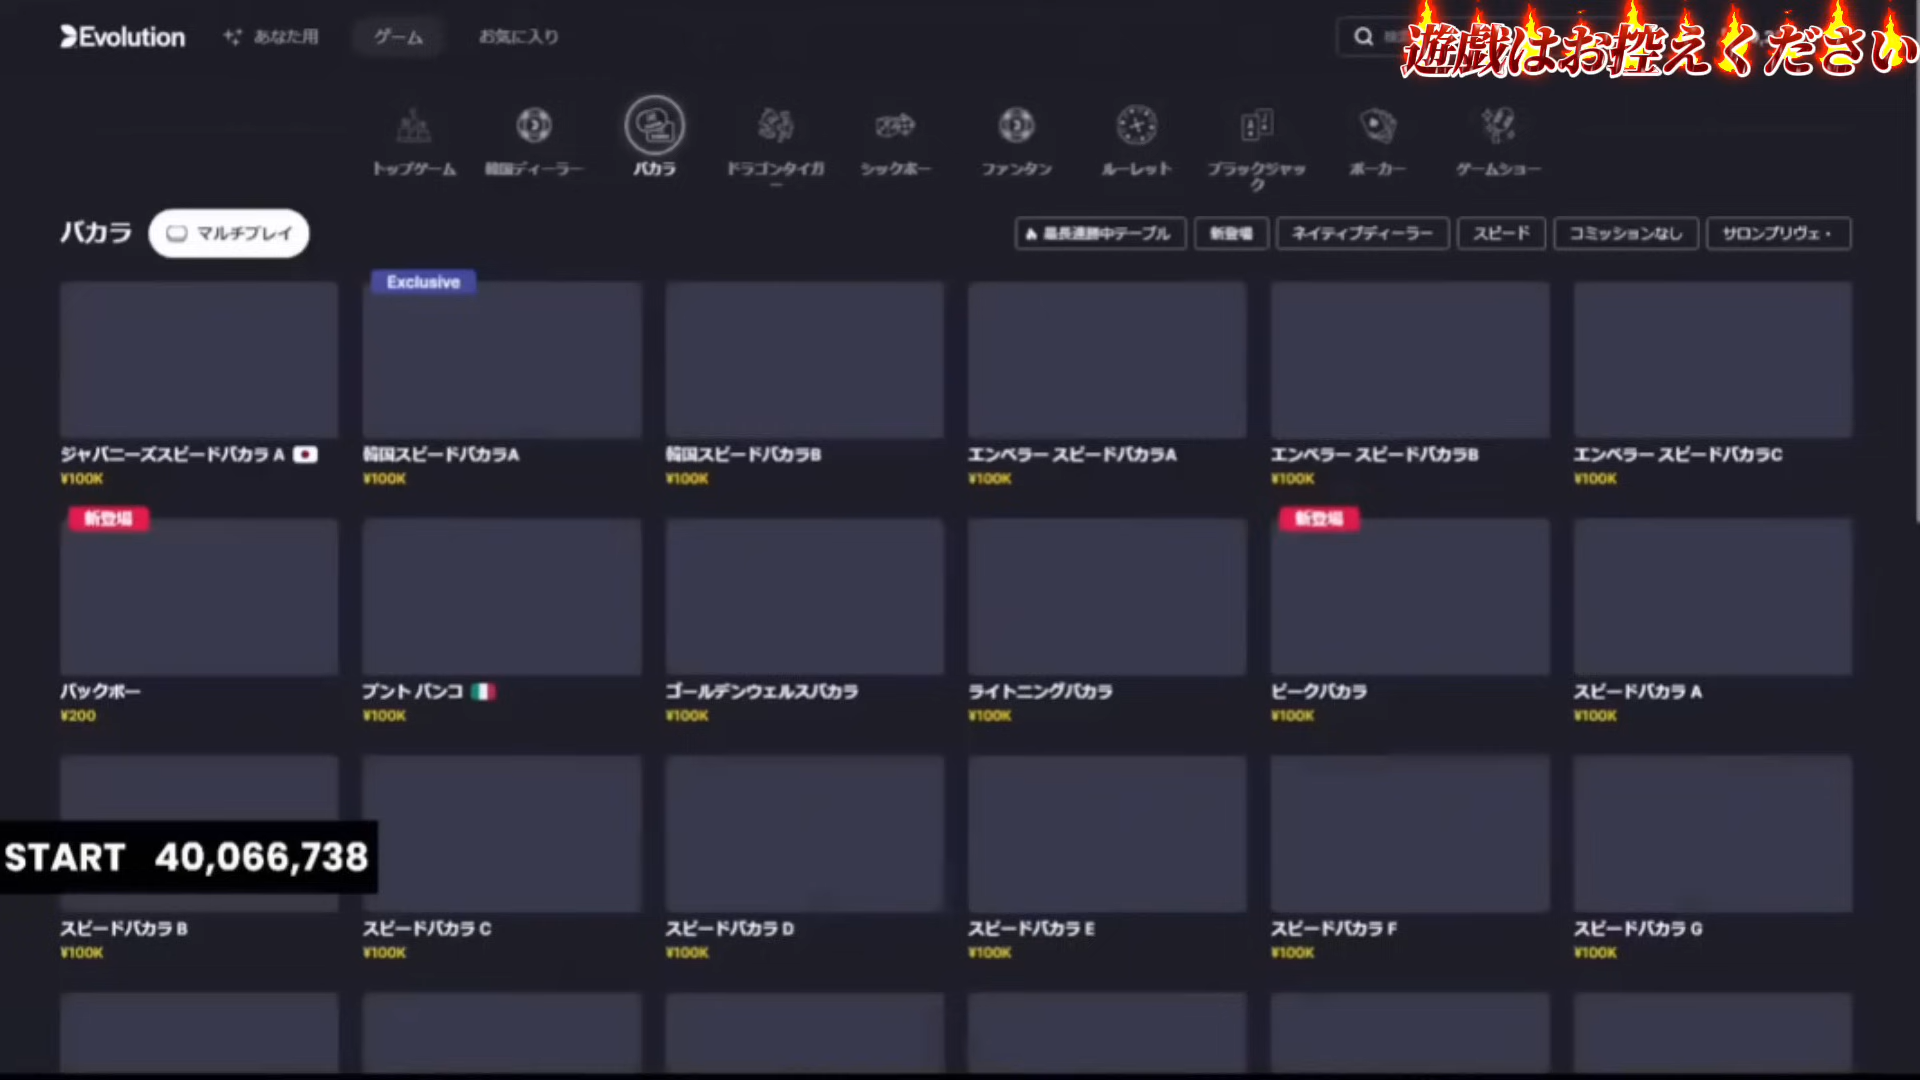 Evolution
あなた用
ゲーム
お気に入り
遊戯はお控えください
トップゲーム
韓国ディーラー
バカラ
ドラゴンタイガー
シックボー
ファンタン
ルーレット
ブラックジャック
ポーカー
ゲームショー
バカラ
マルチプレイ
最長連勝中テーブル
新登場
ネイティブディーラー
スピード
コミッションなし
サロンプリヴェ・
Exclusive
ジャパニーズスピードバカラ A
¥100K
韓国スピードバカラA
¥100K
韓国スピードバカラB
¥100K
エンペラー スピードバカラA
¥100K
エンペラー スピードバカラB
¥100K
エンペラー スピードバカラC
¥100K
新登場
新登場
バックボー
¥200
プント バンコ
¥100K
ゴールデンウェルスバカラ
¥100K
ライトニングバカラ
¥100K
ピークバカラ
¥100K
スピードバカラ A
¥100K
START 40,066,738
スピードバカラ B
¥100K
スピードバカラ C
¥100K
スピードバカラ D
¥100K
スピードバカラ E
¥100K
スピードバカラ F
¥100K
スピードバカラ G
¥100K